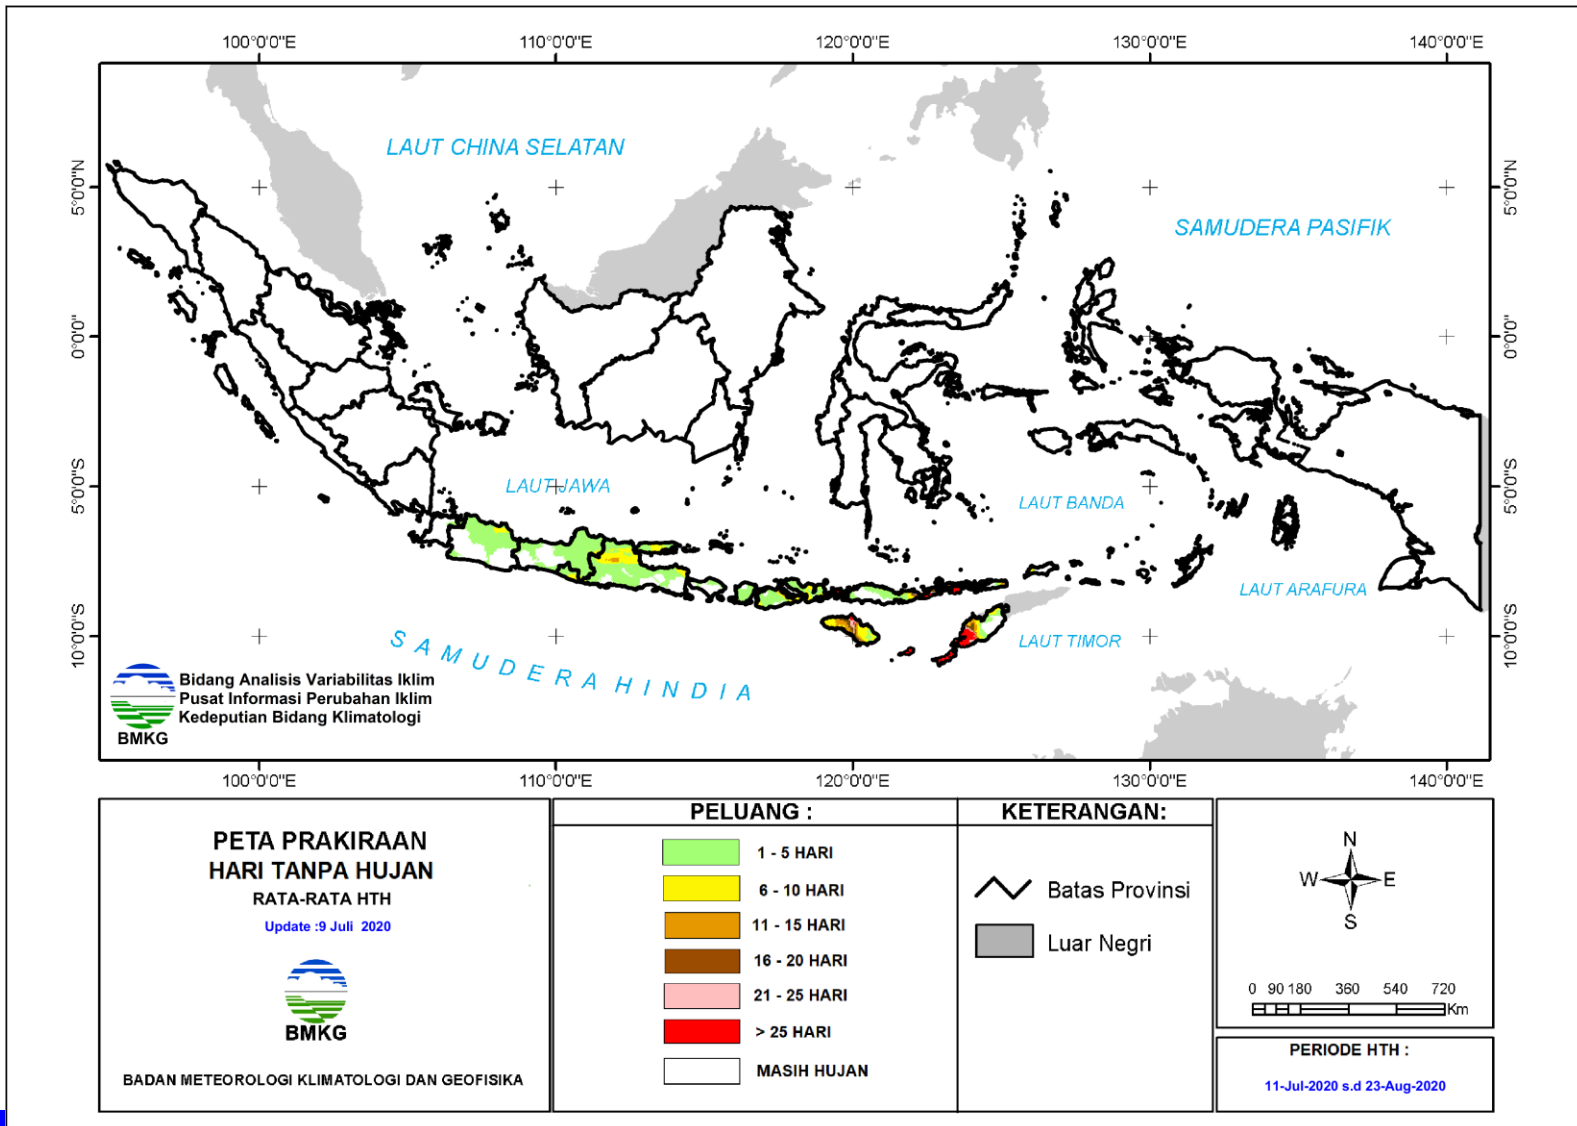 100°0'0"E
110°0'0"E
120°0'0"E
130°0'0"E
140°0'0"E
5°0'0"N
0°0'0"
5°0'0"S
10°0'0"S
5°0'0"N
0°0'0"
5°0'0"S
10°0'0"S
LAUT CHINA SELATAN
SAMUDERA PASIFIK
LAUT JAWA
LAUT BANDA
LAUT ARAFURA
LAUT TIMOR
SAMUDERA HINDIA
Bidang Analisis Variabilitas Iklim
Pusat Informasi Perubahan Iklim
Kedeputian Bidang Klimatologi
BMKG
100°0'0"E
110°0'0"E
120°0'0"E
130°0'0"E
140°0'0"E
PETA PRAKIRAAN
HARI TANPA HUJAN
RATA-RATA HTH
Update :9 Juli 2020
BMKG
BADAN METEOROLOGI KLIMATOLOGI DAN GEOFISIKA
PELUANG :
1 - 5 HARI
6 - 10 HARI
11 - 15 HARI
16 - 20 HARI
21 - 25 HARI
> 25 HARI
MASIH HUJAN
KETERANGAN:
Batas Provinsi
Luar Negri
N
W E
S
0 90 180 360 540 720
Km
PERIODE HTH :
11-Jul-2020 s.d 23-Aug-2020